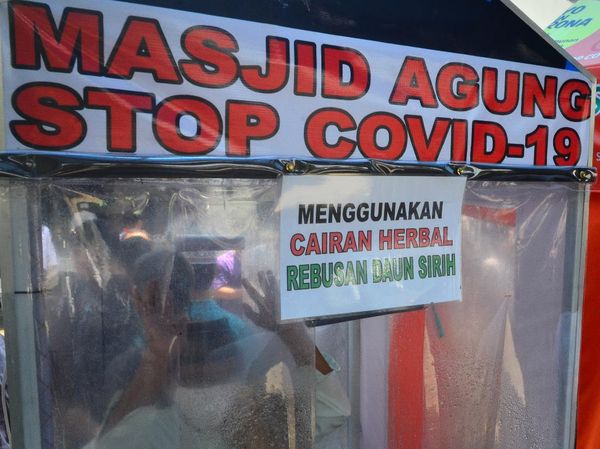 MASJID AGUNG
STOP COVID-19
MENGGUNAKAN
CAIRAN HERBAL
REBUSAN DAUN SIRIH